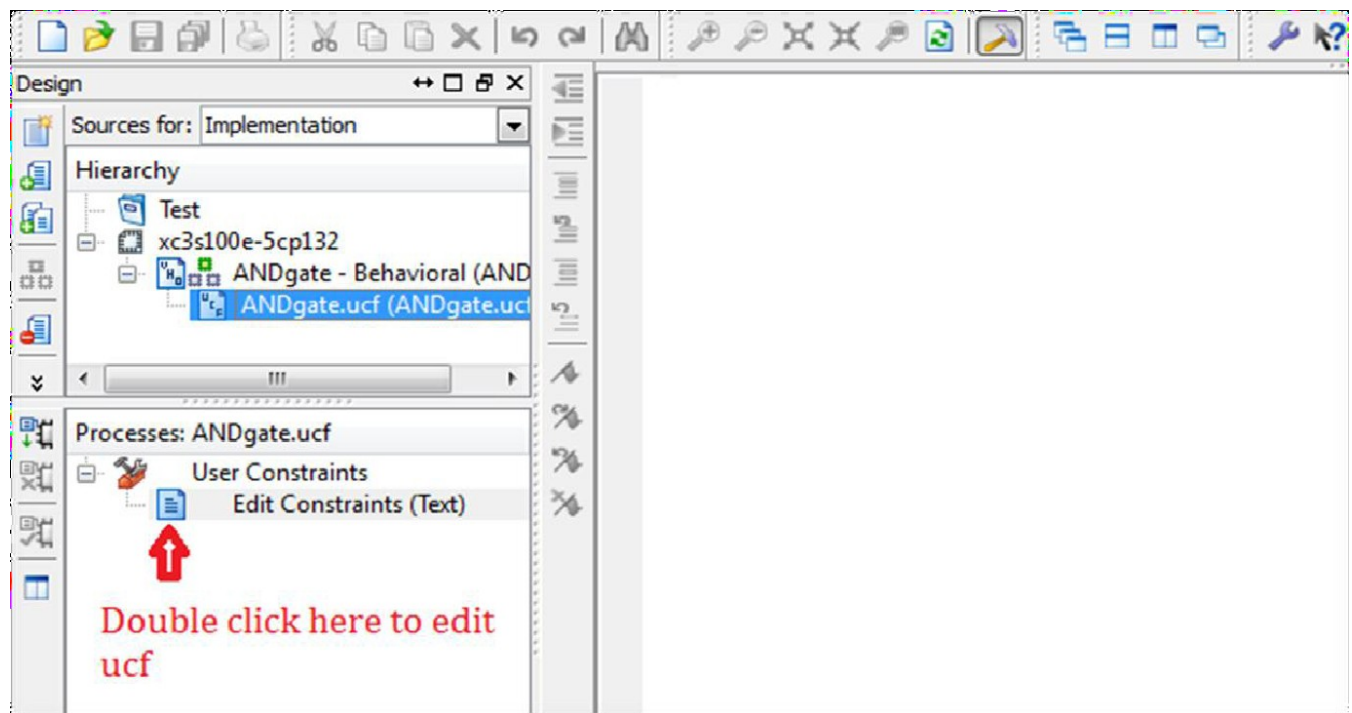 Design
Sources for: Implementation
Hierarchy
Test
xc3s100e-5cp132
ANDgate - Behavioral (AND
ANDgate.ucf (ANDgate.ucf
Processes: ANDgate.ucf
User Constraints
Edit Constraints (Text)
Double click here to edit
ucf